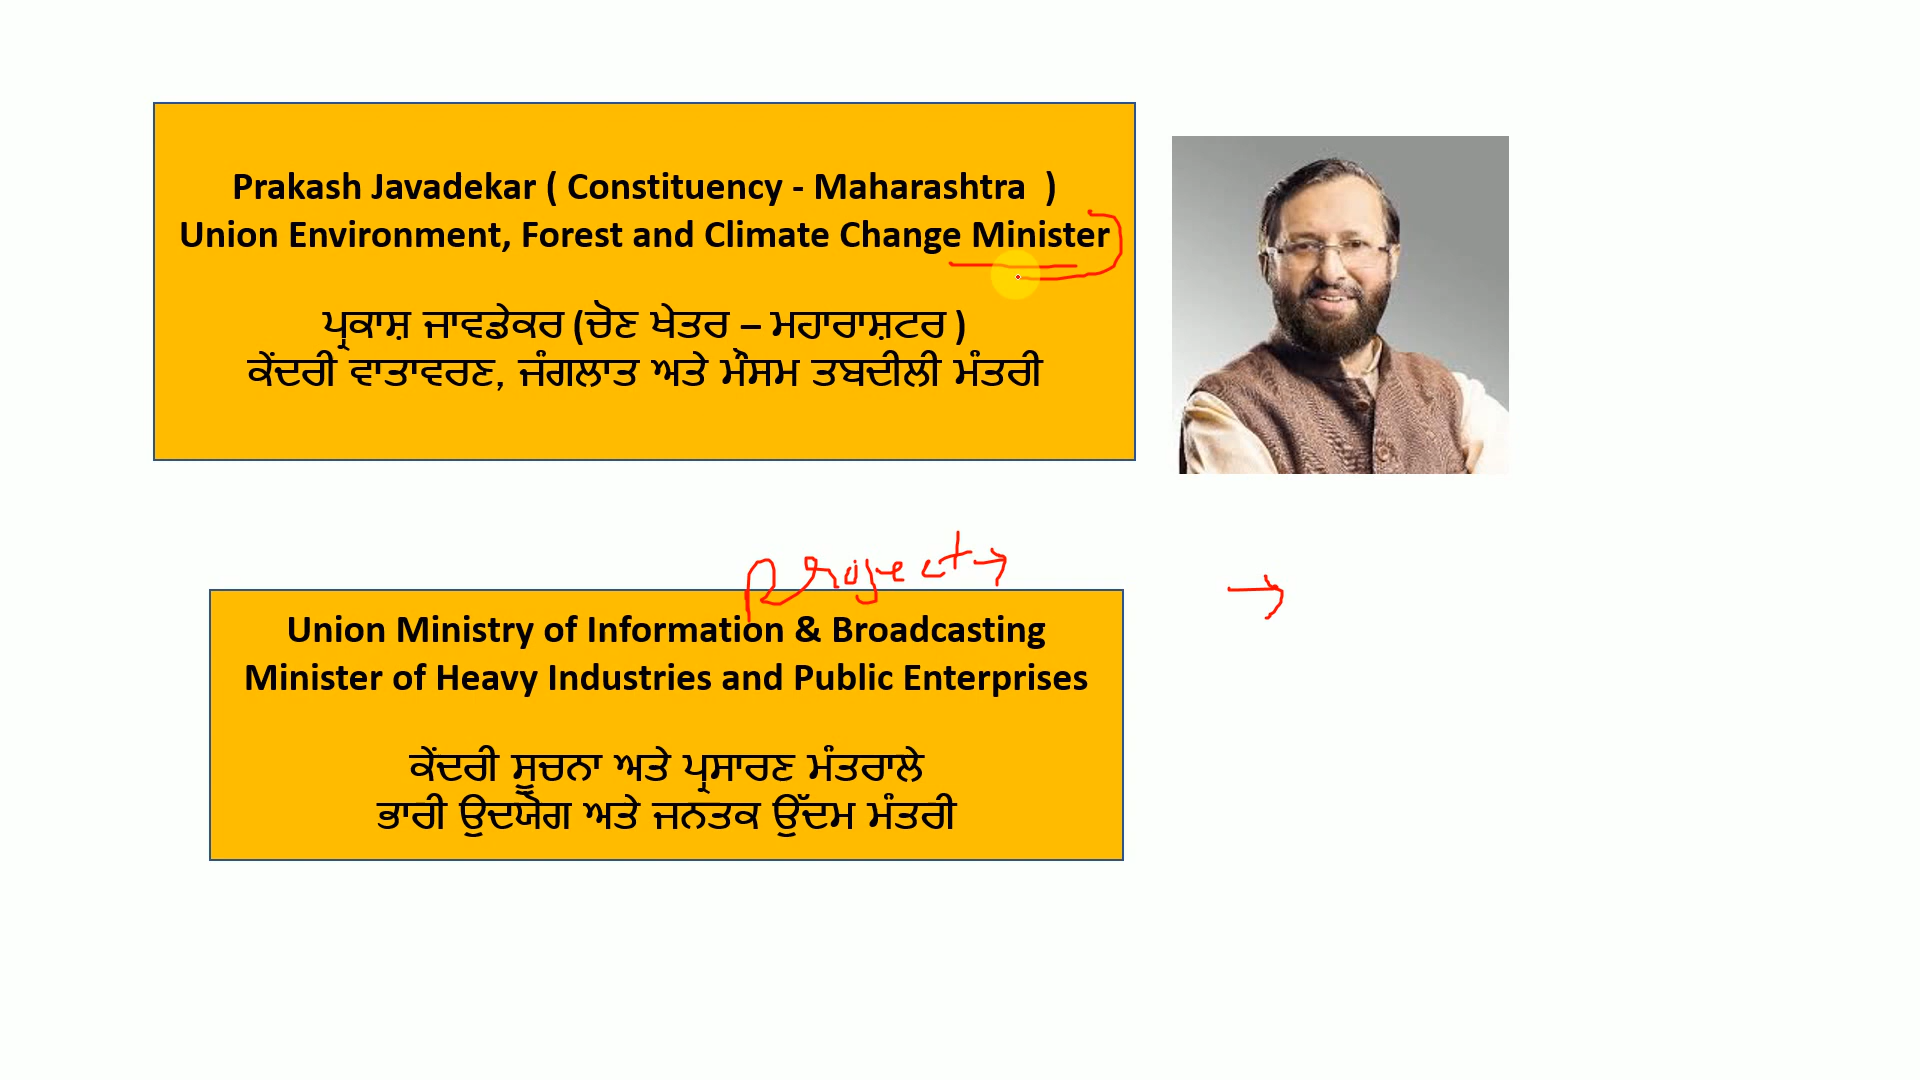 Prakash Javadekar ( Constituency - Maharashtra )
Union Environment, Forest and Climate Change Minister
ਪ੍ਰਕਾਸ਼ ਜਾਵਡੇਕਰ (ਚੋਣ ਖੇਤਰ – ਮਹਾਰਾਸ਼ਟਰ )
ਕੇਂਦਰੀ ਵਾਤਾਵਰਣ, ਜੰਗਲਾਤ ਅਤੇ ਮੌਸਮ ਤਬਦੀਲੀ ਮੰਤਰੀ
Project →
→
Union Ministry of Information & Broadcasting
Minister of Heavy Industries and Public Enterprises
ਕੇਂਦਰੀ ਸੂਚਨਾ ਅਤੇ ਪ੍ਰਸਾਰਣ ਮੰਤਰਾਲੇ
ਭਾਰੀ ਉਦਯੋਗ ਅਤੇ ਜਨਤਕ ਉੱਦਮ ਮੰਤਰੀ